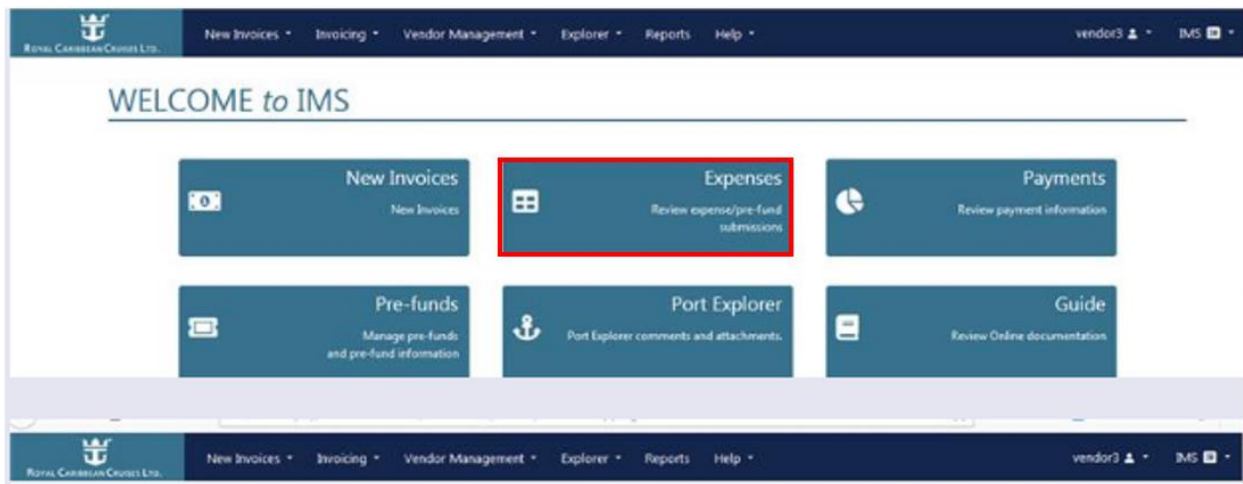 ROYAL CARIBBEAN CRUISES LTD.
New Invoices Invoicing Vendor Management Explorer Reports Help vendor3 IMS
WELCOME to IMS
New Invoices
New Invoices
Expenses
Review expense/pre-fund
submissions
Payments
Review payment information
Pre-funds
Manage pre-funds
and pre-fund information
Port Explorer
Port Explorer comments and attachments.
Guide
Review Online documentation
ROYAL CARIBBEAN CRUISES LTD.
New Invoices Invoicing Vendor Management Explorer Reports Help vendor3 IMS